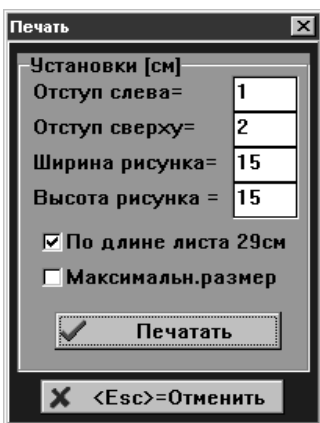 Печать
Установки [см]
Отступ слева= 1
Отступ сверху= 2
Ширина рисунка= 15
Высота рисунка = 15
По длине листа 29см
Максимальн.размер
Печатать
<Esc>=Отменить